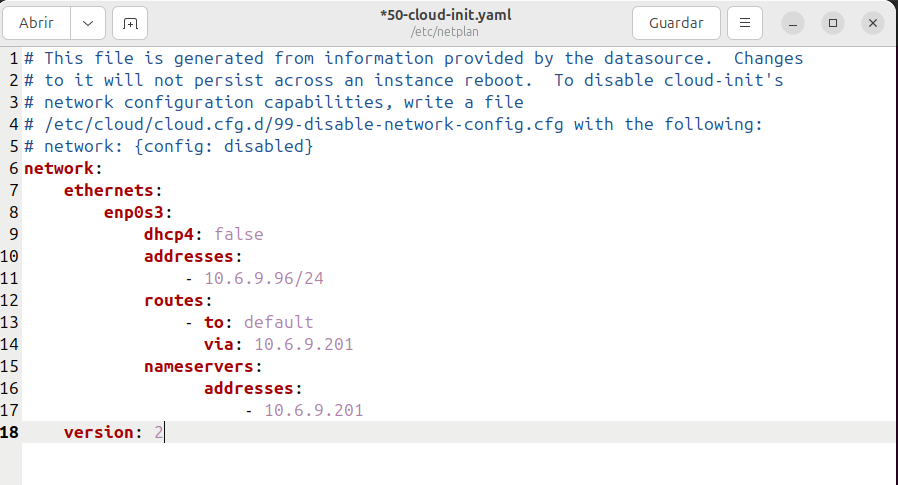 Abrir
*50-cloud-init.yaml
/etc/netplan
Guardar
1 # This file is generated from information provided by the datasource.  Changes
2 # to it will not persist across an instance reboot.  To disable cloud-init's
3 # network configuration capabilities, write a file
4 # /etc/cloud/cloud.cfg.d/99-disable-network-config.cfg with the following:
5 # network: {config: disabled}
6 network:
7     ethernets:
8         enp0s3:
9             dhcp4: false
10             addresses:
11                 - 10.6.9.96/24
12             routes:
13                 - to: default
14                   via: 10.6.9.201
15             nameservers:
16                   addresses:
17                       - 10.6.9.201
18     version: 2